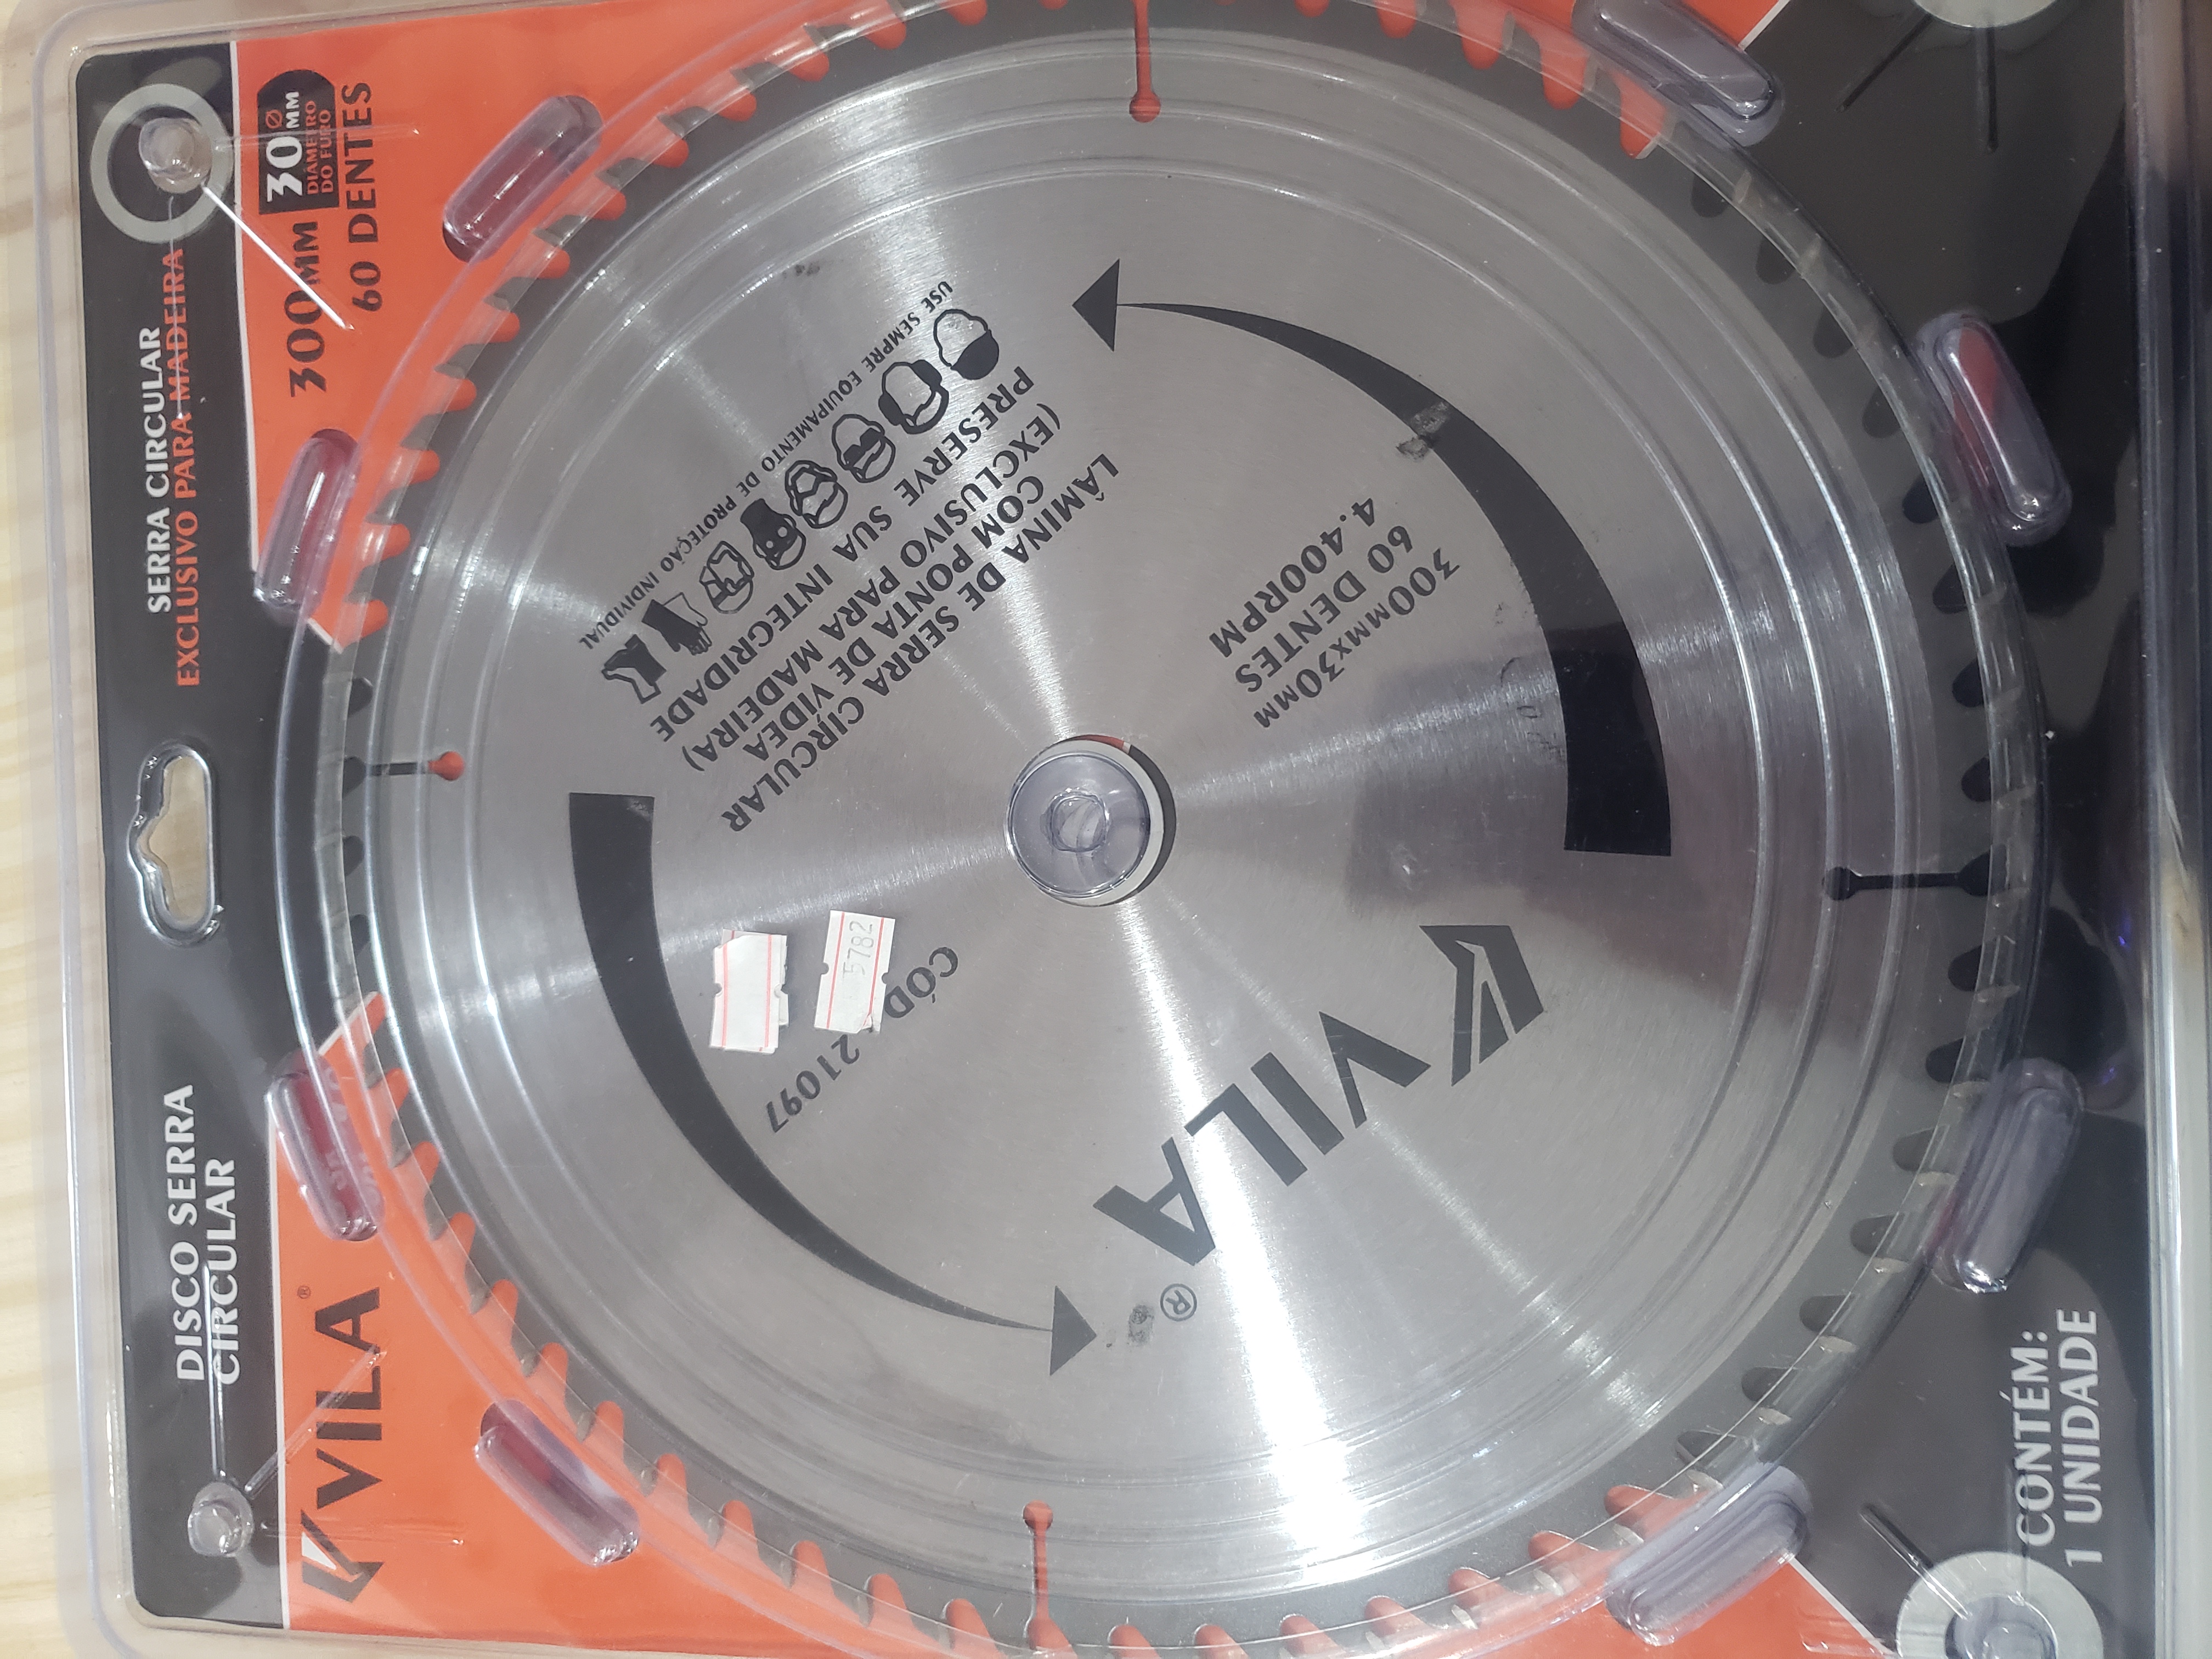 DISCO SERRA
CIRCULAR
SERRA CIRCULAR
EXCLUSIVO PARA MADEIRA
VILA®
300MM 30MM Ø
DIÂMETRO
DO FURO
60 DENTES
VILA®
300MMX30MM
60 DENTES
4.400RPM
CÓD. 21097
5782
LÂMINA DE SERRA CIRCULAR
COM PONTA DE VÍDEA
(EXCLUSIVO PARA MADEIRA)
PRESERVE SUA INTEGRIDADE
USE SEMPRE EQUIPAMENTO DE PROTEÇÃO INDIVIDUAL
CONTÉM:
1 UNIDADE